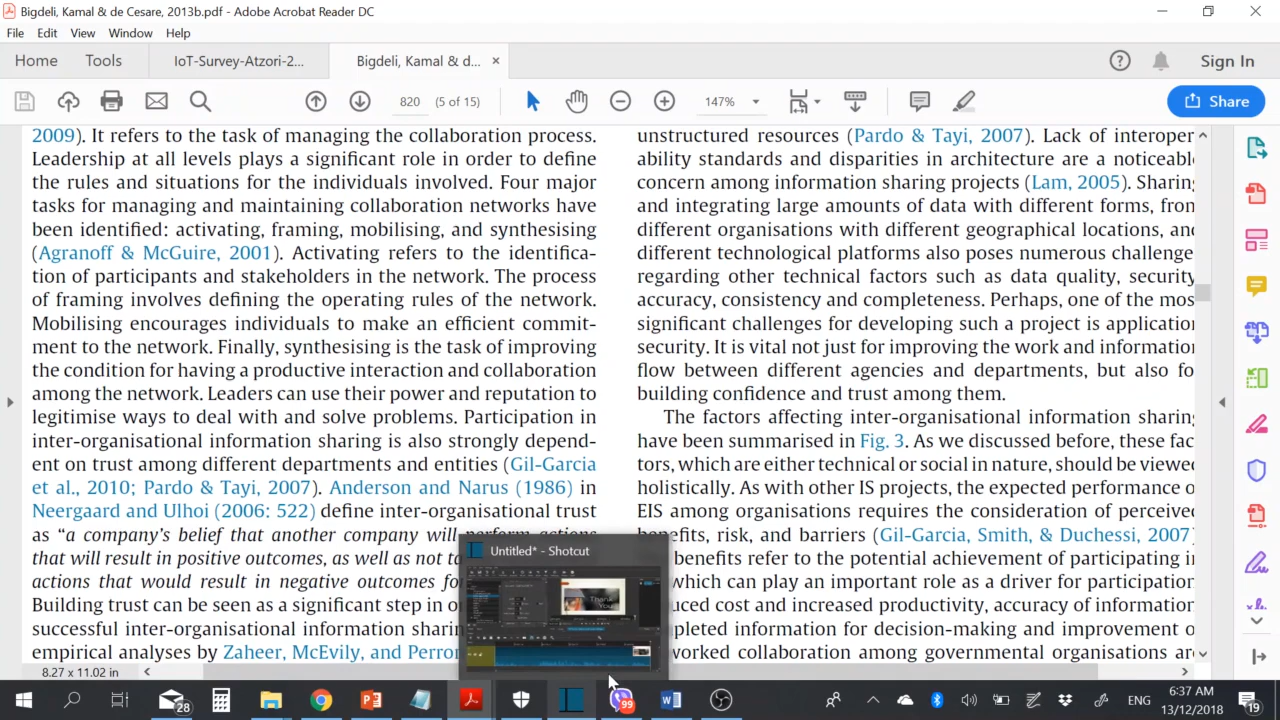 Bigdeli, Kamal & de Cesare, 2013b.pdf - Adobe Acrobat Reader DC
File Edit View Window Help
Home Tools IoT-Survey-Atzori-2... Bigdeli, Kamal & d... ×
820 (5 of 15) 147% Share
Sign In
2009). It refers to the task of managing the collaboration process.
Leadership at all levels plays a significant role in order to define
the rules and situations for the individuals involved. Four major
tasks for managing and maintaining collaboration networks have
been identified: activating, framing, mobilising, and synthesising
(Agranoff & McGuire, 2001). Activating refers to the identifica-
tion of participants and stakeholders in the network. The process
of framing involves defining the operating rules of the network.
Mobilising encourages individuals to make an efficient commit-
ment to the network. Finally, synthesising is the task of improving
the condition for having a productive interaction and collaboration
among the network. Leaders can use their power and reputation to
legitimise ways to deal with and solve problems. Participation in
inter-organisational information sharing is also strongly depend-
ent on trust among different departments and entities (Gil-Garcia
et al., 2010; Pardo & Tayi, 2007). Anderson and Narus (1986) in
Neergaard and Ulhoi (2006: 522) define inter-organisational trust
as “a company’s belief that another company will perform actions
that will result in positive outcomes, as well as not ta
actions that would result in negative outcomes fo
Building trust can be seen as a significant step in o
successful inter-organisational information sharin
empirical analyses by Zaheer, McEvily, and Perron
unstructured resources (Pardo & Tayi, 2007). Lack of interoper
ability standards and disparities in architecture are a noticeable
concern among information sharing projects (Lam, 2005). Sharing
and integrating large amounts of data with different forms, from
different organisations with different geographical locations, and
different technological platforms also poses numerous challenge
regarding other technical factors such as data quality, security
accuracy, consistency and completeness. Perhaps, one of the mos
significant challenges for developing such a project is application
security. It is vital not just for improving the work and information
flow between different agencies and departments, but also fo
building confidence and trust among them.
The factors affecting inter-organisational information sharing
have been summarised in Fig. 3. As we discussed before, these fac
tors, which are either technical or social in nature, should be viewed
holistically. As with other IS projects, the expected performance o
EIS among organisations requires the consideration of perceived
benefits, risk, and barriers (Gil-Garcia, Smith, & Duchessi, 2007)
benefits refer to the potential achievement of participating i
which can play an important role as a driver for participatio
uced cost and increased productivity, accuracy of informatio
mpleted information for decision-making and improvement o
worked collaboration among governmental organisations are
Untitled* - Shotcut
Thank
You
8.27 x 11.02 in
28
99
ENG
6:37 AM
13/12/2018
19